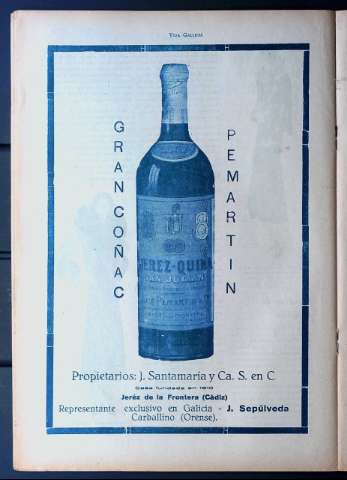 VIDA GALLEGA
GRAN COÑAC
PEMARTIN
JEREZ-QUINA
Propietarios: J. Santamaría y Ca. S. en C
Casa fundada en
Jeréz de la Frontera (Cádiz)
Representante exclusivo en Galicia - J. Sepúlveda
Carballino (Orense).